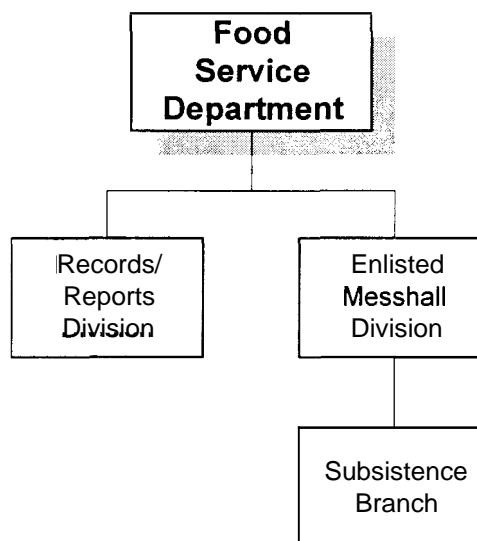 Food
Service
Department
Records/
Reports
Division
Enlisted
Messhall
Division
Subsistence
Branch